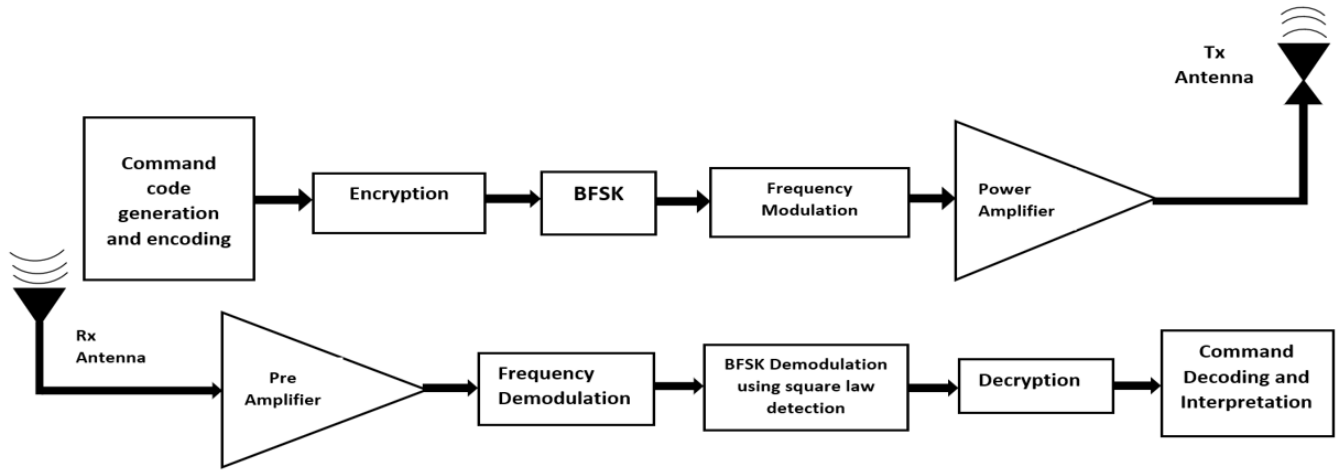 Tx
Antenna
Command
code
generation
and encoding
Encryption
BFSK
Frequency
Modulation
Power
Amplifier
Rx
Antenna
Pre
Amplifier
Frequency
Demodulation
BFSK Demodulation
using square law
detection
Decryption
Command
Decoding and
Interpretation